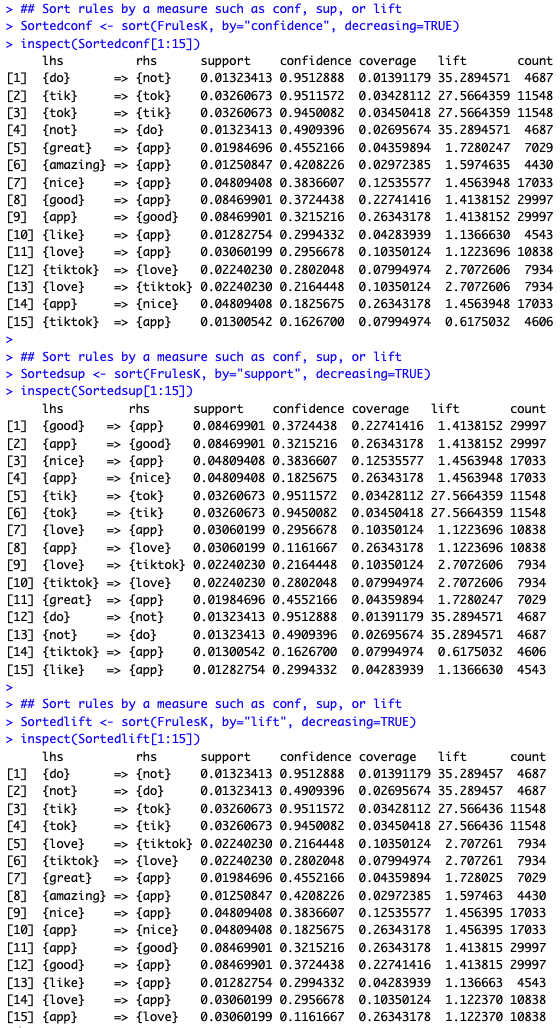 > ## Sort rules by a measure such as conf, sup, or lift
> Sortedconf <- sort(FrulesK, by="confidence", decreasing=TRUE)
> inspect(Sortedconf[1:15])
lhs rhs support confidence coverage lift count
[1] {do} => {not} 0.01323413 0.9512888 0.01391179 35.2894571 4687
[2] {tik} => {tok} 0.03260673 0.9511572 0.03428112 27.5664359 11548
[3] {tok} => {tik} 0.03260673 0.9450082 0.03450418 27.5664359 11548
[4] {not} => {do} 0.01323413 0.4909396 0.02695674 35.2894571 4687
[5] {great} => {app} 0.01984696 0.4552166 0.04359894 1.7280247 7029
[6] {amazing} => {app} 0.01250847 0.4208226 0.02972385 1.5974635 4430
[7] {nice} => {app} 0.04809408 0.3836607 0.12535577 1.4563948 17033
[8] {good} => {app} 0.08469901 0.3724438 0.22741416 1.4138152 29997
[9] {app} => {good} 0.08469901 0.3215216 0.26343178 1.4138152 29997
[10] {like} => {app} 0.01282754 0.2994332 0.04283939 1.1366630 4543
[11] {love} => {app} 0.03060199 0.2956678 0.10350124 1.1223696 10838
[12] {tiktok} => {love} 0.02240230 0.2802048 0.07994974 2.7072606 7934
[13] {love} => {tiktok} 0.02240230 0.2164448 0.10350124 2.7072606 7934
[14] {app} => {nice} 0.04809408 0.1825675 0.26343178 1.4563948 17033
[15] {tiktok} => {app} 0.01300542 0.1626700 0.07994974 0.6175032 4606
>
> ## Sort rules by a measure such as conf, sup, or lift
> Sortedsup <- sort(FrulesK, by="support", decreasing=TRUE)
> inspect(Sortedsup[1:15])
lhs rhs support confidence coverage lift count
[1] {good} => {app} 0.08469901 0.3724438 0.22741416 1.4138152 29997
[2] {app} => {good} 0.08469901 0.3215216 0.26343178 1.4138152 29997
[3] {nice} => {app} 0.04809408 0.3836607 0.12535577 1.4563948 17033
[4] {app} => {nice} 0.04809408 0.1825675 0.26343178 1.4563948 17033
[5] {tik} => {tok} 0.03260673 0.9511572 0.03428112 27.5664359 11548
[6] {tok} => {tik} 0.03260673 0.9450082 0.03450418 27.5664359 11548
[7] {love} => {app} 0.03060199 0.2956678 0.10350124 1.1223696 10838
[8] {app} => {love} 0.03060199 0.1161667 0.26343178 1.1223696 10838
[9] {love} => {tiktok} 0.02240230 0.2164448 0.10350124 2.7072606 7934
[10] {tiktok} => {love} 0.02240230 0.2802048 0.07994974 2.7072606 7934
[11] {great} => {app} 0.01984696 0.4552166 0.04359894 1.7280247 7029
[12] {do} => {not} 0.01323413 0.9512888 0.01391179 35.2894571 4687
[13] {not} => {do} 0.01323413 0.4909396 0.02695674 35.2894571 4687
[14] {tiktok} => {app} 0.01300542 0.1626700 0.07994974 0.6175032 4606
[15] {like} => {app} 0.01282754 0.2994332 0.04283939 1.1366630 4543
>
> ## Sort rules by a measure such as conf, sup, or lift
> Sortedlift <- sort(FrulesK, by="lift", decreasing=TRUE)
> inspect(Sortedlift[1:15])
lhs rhs support confidence coverage lift count
[1] {do} => {not} 0.01323413 0.9512888 0.01391179 35.289457 4687
[2] {not} => {do} 0.01323413 0.4909396 0.02695674 35.289457 4687
[3] {tik} => {tok} 0.03260673 0.9511572 0.03428112 27.566436 11548
[4] {tok} => {tik} 0.03260673 0.9450082 0.03450418 27.566436 11548
[5] {love} => {tiktok} 0.02240230 0.2164448 0.10350124 2.707261 7934
[6] {tiktok} => {love} 0.02240230 0.2802048 0.07994974 2.707261 7934
[7] {great} => {app} 0.01984696 0.4552166 0.04359894 1.728025 7029
[8] {amazing} => {app} 0.01250847 0.4208226 0.02972385 1.597463 4430
[9] {nice} => {app} 0.04809408 0.3836607 0.12535577 1.456395 17033
[10] {app} => {nice} 0.04809408 0.1825675 0.26343178 1.456395 17033
[11] {app} => {good} 0.08469901 0.3215216 0.26343178 1.413815 29997
[12] {good} => {app} 0.08469901 0.3724438 0.22741416 1.413815 29997
[13] {like} => {app} 0.01282754 0.2994332 0.04283939 1.136663 4543
[14] {love} => {app} 0.03060199 0.2956678 0.10350124 1.122370 10838
[15] {app} => {love} 0.03060199 0.1161667 0.26343178 1.122370 10838